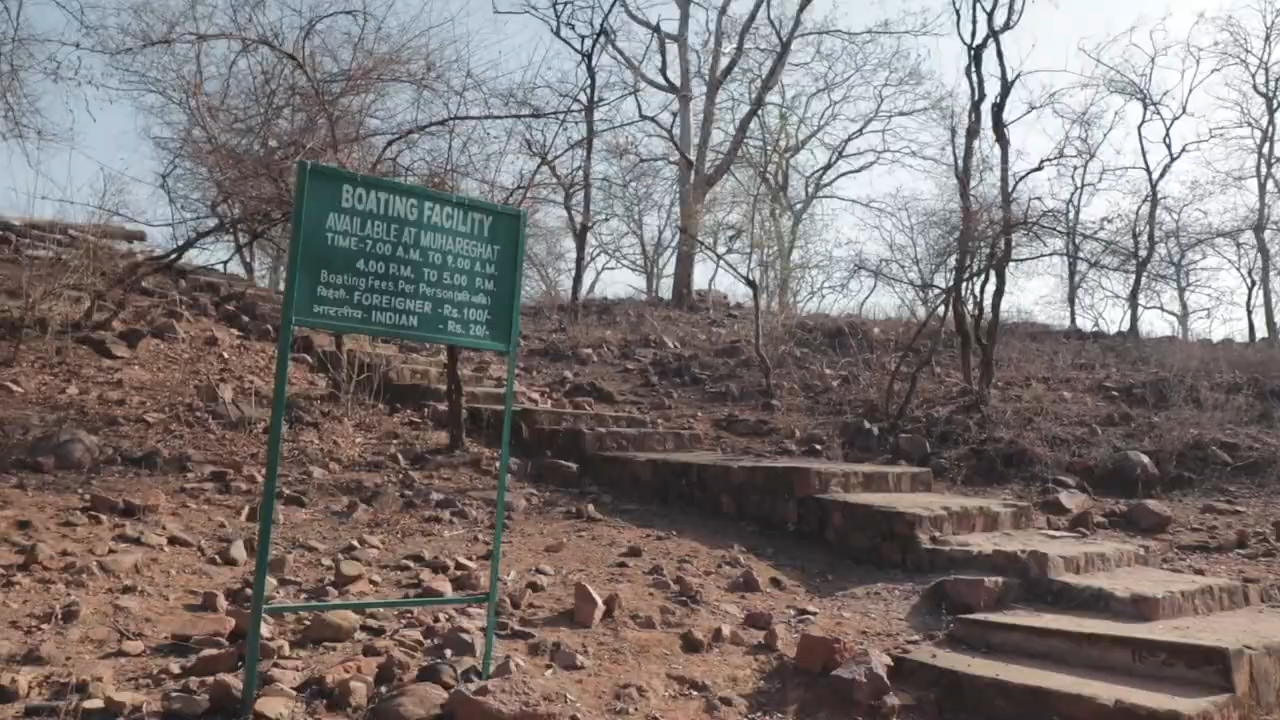 BOATING FACILITY
AVAILABLE AT MUHAREGHAT
TIME-7.00 A.M. TO 9.00 A.M.
4.00 P.M. TO 5.00 P.M.
Boating Fees. Per Person (प्रति व्यक्ति)
विदेशी- FOREIGNER -Rs.100/-
भारतीय- INDIAN - Rs. 20/-